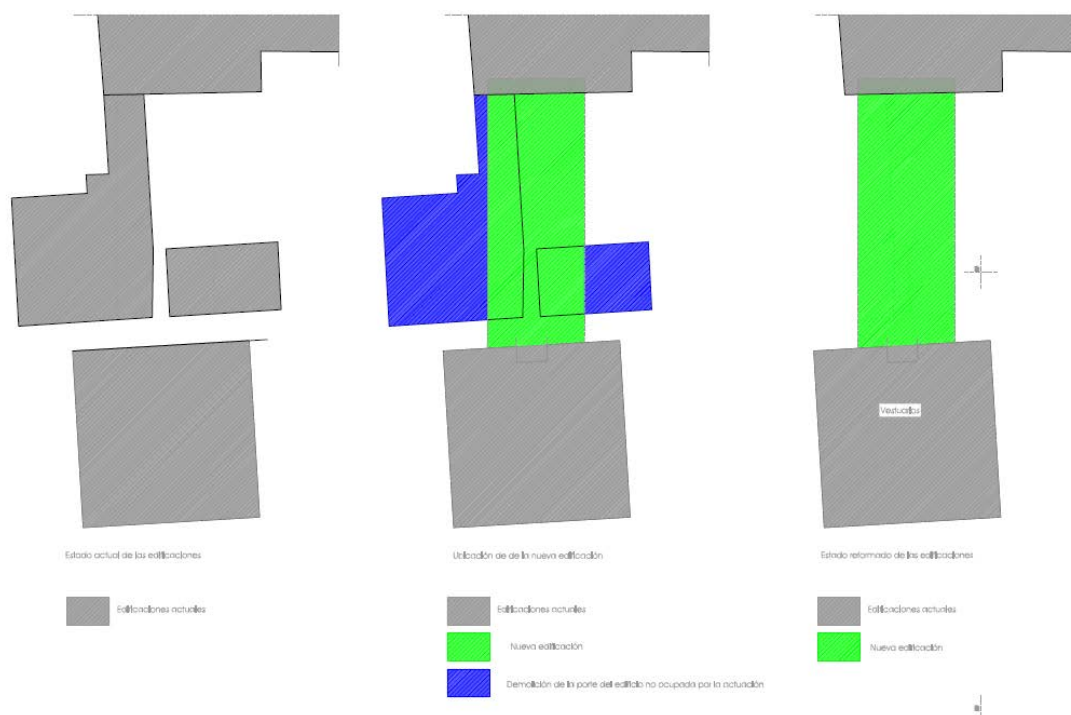 Vestuarios
Estado actual de las edificaciones
Ubicación de de la nueva edificación
Estado reformado de las edificaciones
Edificaciones actuales
Edificaciones actuales
Edificaciones actuales
Nueva edificación
Nueva edificación
Demolición de la parte del edificio no ocupada por la acturción